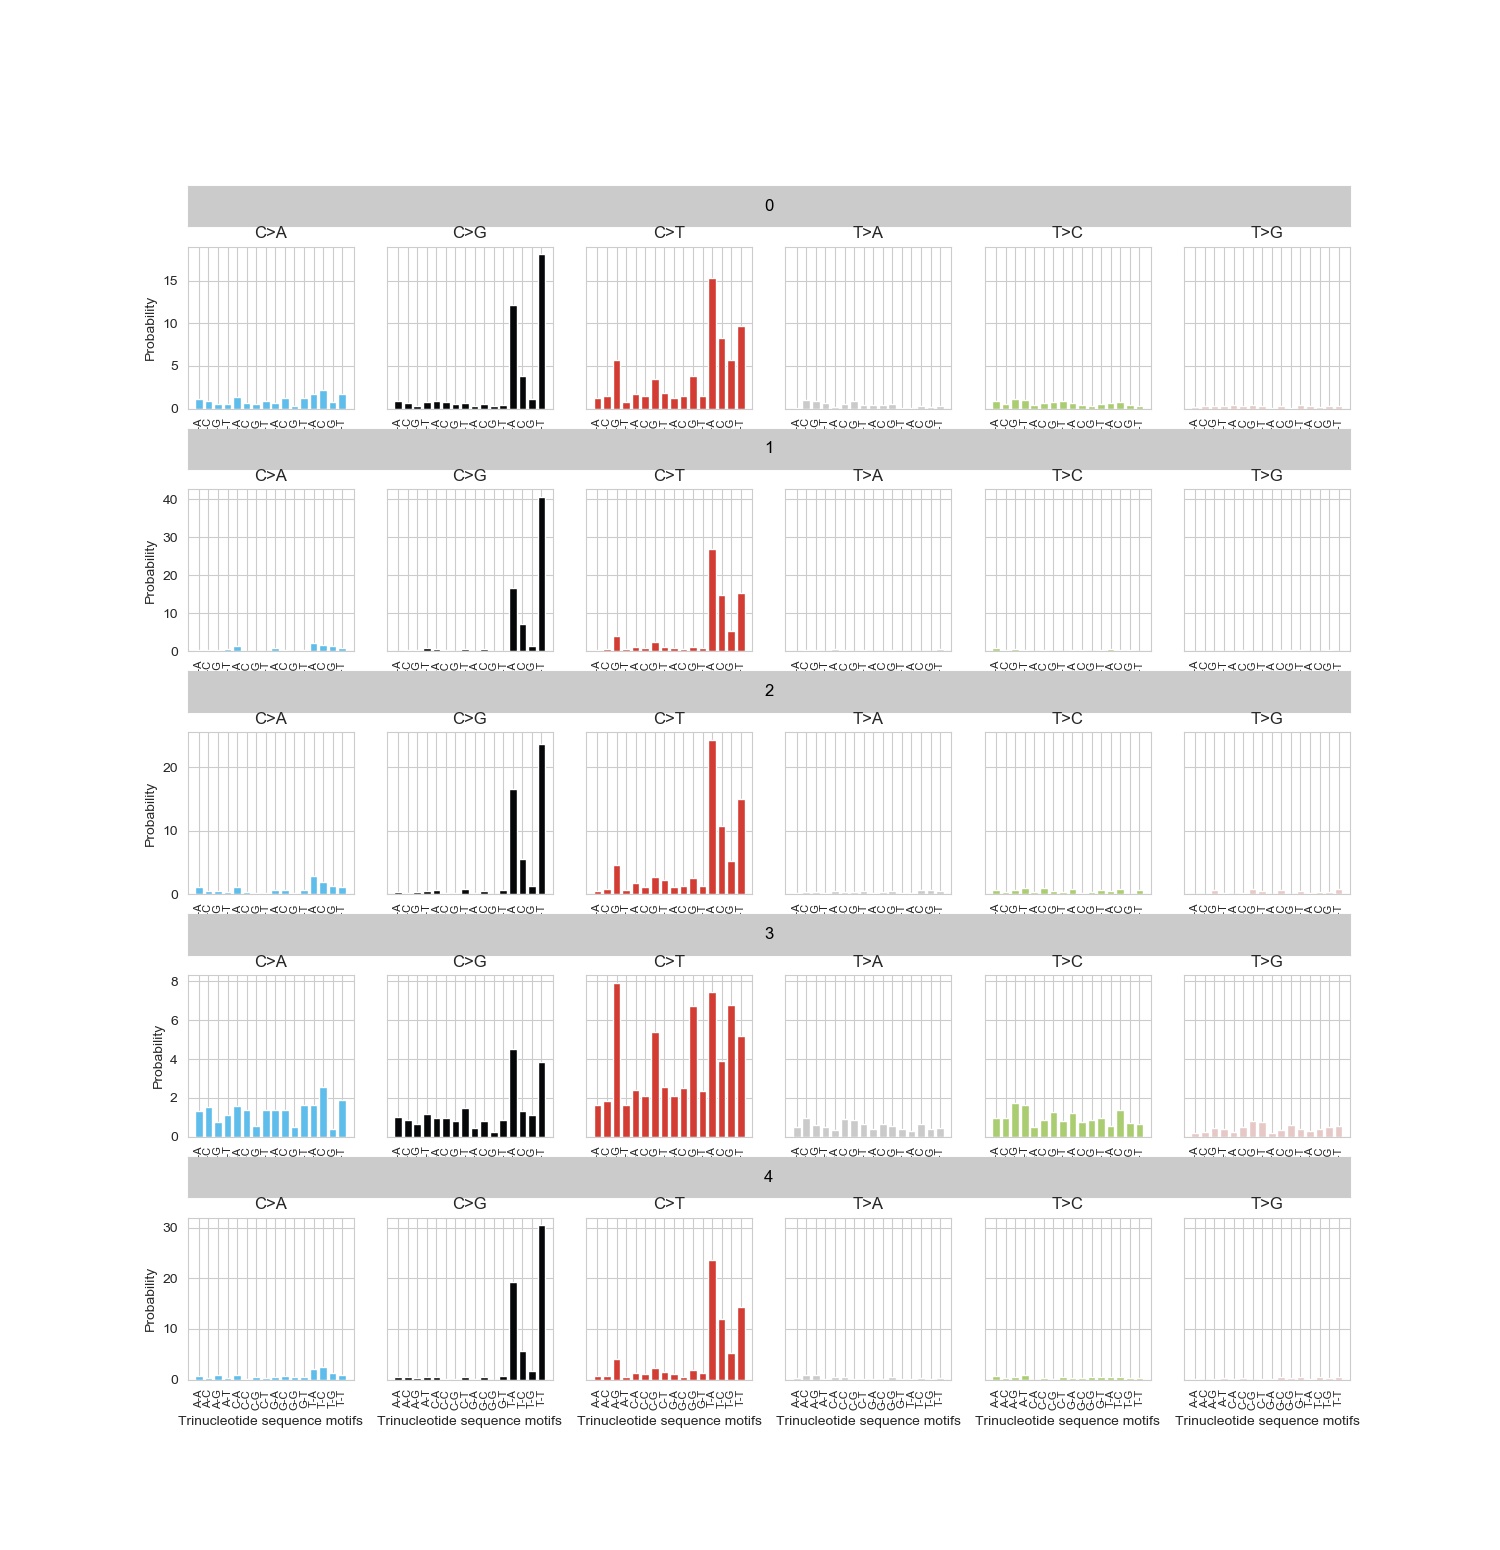 0
C>A C>G C>T T>A T>C T>G
Probability
15
10
5
0
-A -C -G -T -A -C -G -T -A -C -G -T -A -C -G -T
1
C>A C>G C>T T>A T>C T>G
Probability
40
30
20
10
0
2
C>A C>G C>T T>A T>C T>G
Probability
20
10
0
3
C>A C>G C>T T>A T>C T>G
Probability
8
6
4
2
0
4
C>A C>G C>T T>A T>C T>G
Probability
30
20
10
0
A-A A-C A-G A-T C-A C-C C-G C-T G-A G-C G-G G-T T-A T-C T-G T-T
A-A A-C A-G A-T C-A C-C C-G C-T G-A G-C G-G G-T T-A T-C T-G T-T
A-A A-C A-G A-T C-A C-C C-G C-T G-A G-C G-G G-T T-A T-C T-G T-T
A-A A-C A-G A-T C-A C-C C-G C-T G-A G-C G-G G-T T-A T-C T-G T-T
A-A A-C A-G A-T C-A C-C C-G C-T G-A G-C G-G G-T T-A T-C T-G T-T
A-A A-C A-G A-T C-A C-C C-G C-T G-A G-C G-G G-T T-A T-C T-G T-T
Trinucleotide sequence motifs Trinucleotide sequence motifs Trinucleotide sequence motifs Trinucleotide sequence motifs Trinucleotide sequence motifs Trinucleotide sequence motifs